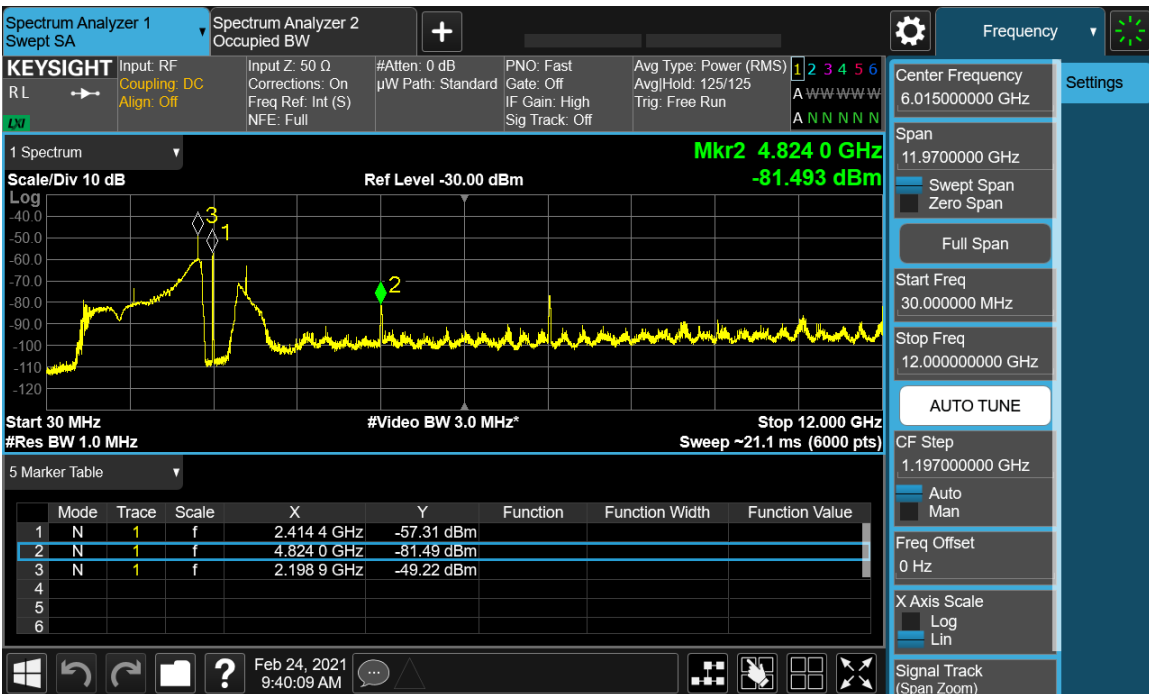 Spectrum Analyzer 1
Swept SA
Spectrum Analyzer 2
Occupied BW
Frequency
KEYSIGHT
R L
LXI
Input: RF
Coupling: DC
Align: Off
Input Z: 50 Ω
Corrections: On
Freq Ref: Int (S)
NFE: Full
#Atten: 0 dB
µW Path: Standard
PNO: Fast
Gate: Off
IF Gain: High
Sig Track: Off
Avg Type: Power (RMS)
Avg|Hold: 125/125
Trig: Free Run
1 2 3 4 5 6
A W W W W W
A N N N N N
1 Spectrum
Mkr2 4.824 0 GHz
-81.493 dBm
Scale/Div 10 dB
Ref Level -30.00 dBm
Log
-40.0
-50.0
-60.0
-70.0
-80.0
-90.0
-100
-110
-120
3
1
2
Start 30 MHz
#Video BW 3.0 MHz*
Stop 12.000 GHz
#Res BW 1.0 MHz
Sweep ~21.1 ms (6000 pts)
5 Marker Table
Mode Trace Scale X Y Function Function Width Function Value
1 N 1 f 2.414 4 GHz -57.31 dBm
2 N 1 f 4.824 0 GHz -81.49 dBm
3 N 1 f 2.198 9 GHz -49.22 dBm
4
5
6
Feb 24, 2021
9:40:09 AM
Center Frequency
6.015000000 GHz
Settings
Span
11.9700000 GHz
Swept Span
Zero Span
Full Span
Start Freq
30.000000 MHz
Stop Freq
12.000000000 GHz
AUTO TUNE
CF Step
1.197000000 GHz
Auto
Man
Freq Offset
0 Hz
X Axis Scale
Log
Lin
Signal Track
(Span Zoom)